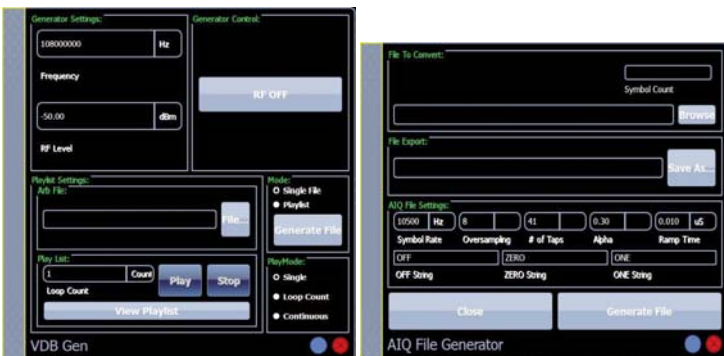 Generator Settings:
108000000 Hz
Frequency
-50.00 dBm
RF Level
Generator Control:
RF OFF
Playlist Settings:
Arb File:
File...
Play List:
1 Count
Loop Count
Play
Stop
View Playlist
Mode:
Single File
Playlist
Generate File
PlayMode:
Single
Loop Count
Continuous
VDB Gen
File To Convert:
Symbol Count
Browse
File Export:
Save As...
AIQ File Settings:
10500 Hz 8 41 0.30 0.010 uS
Symbol Rate Oversampling # of Taps Alpha Ramp Time
OFF ZERO ONE
OFF String ZERO String ONE String
Close
Generate File
AIQ File Generator